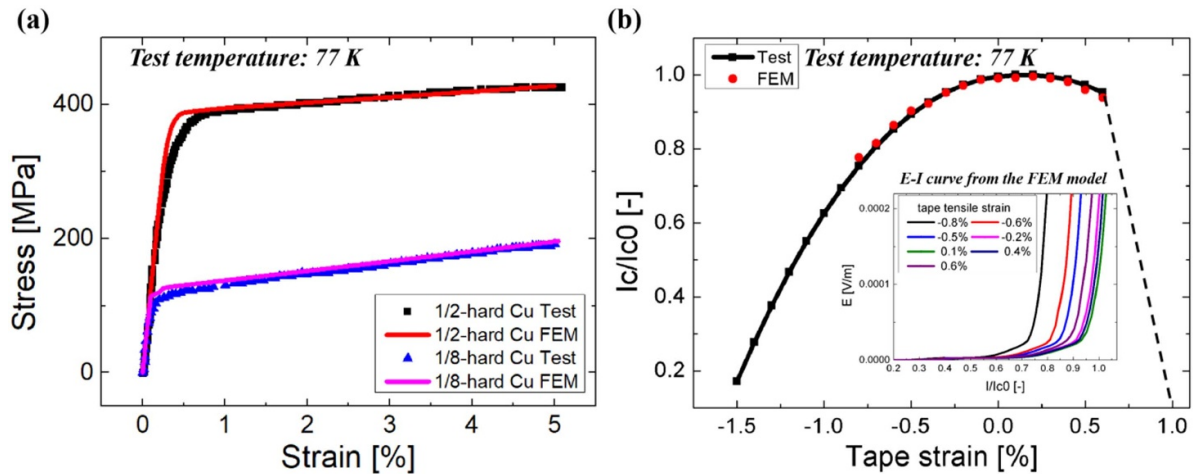 (a)
Test temperature: 77 K
Stress [MPa]
400
200
0
0
1
2
3
4
5
Strain [%]
1/2-hard Cu Test
1/2-hard Cu FEM
1/8-hard Cu Test
1/8-hard Cu FEM
(b)
Test temperature: 77 K
Test
FEM
Ic/Ic0 [-]
1.0
0.8
0.6
0.4
0.2
-1.5
-1.0
-0.5
0.0
0.5
1.0
Tape strain [%]
E-I curve from the FEM model
tape tensile strain
-0.8%
-0.6%
-0.5%
-0.2%
0.1%
0.4%
0.6%
E [V/m]
0.0002
0.0001
0.0000
0.2
0.3
0.4
0.5
0.6
0.7
0.8
0.9
1.0
I/Ic0 [-]